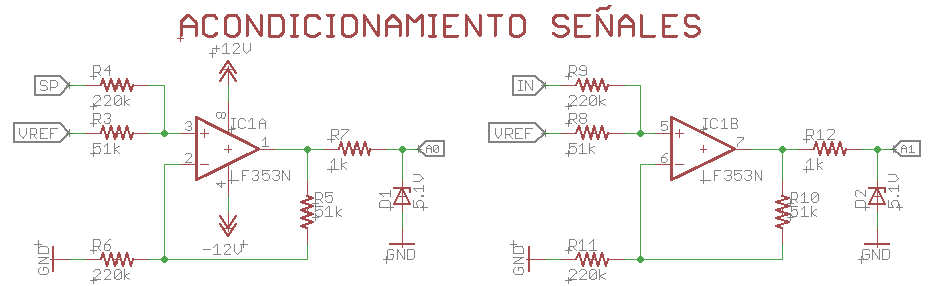 ACONDICIONAMIENTO SEÑALES
+12V
SP
R4
220k
VREF
R3
51k
8
IC1A
3
2
1
LF353N
4
-12V
R7
1k
A0
R5
51k
D1
5.1V
GND
GND
R6
220k
IN
R9
220k
VREF
R8
51k
IC1B
5
6
7
LF353N
R12
1k
A1
R10
51k
D2
5.1V
GND
GND
R11
220k